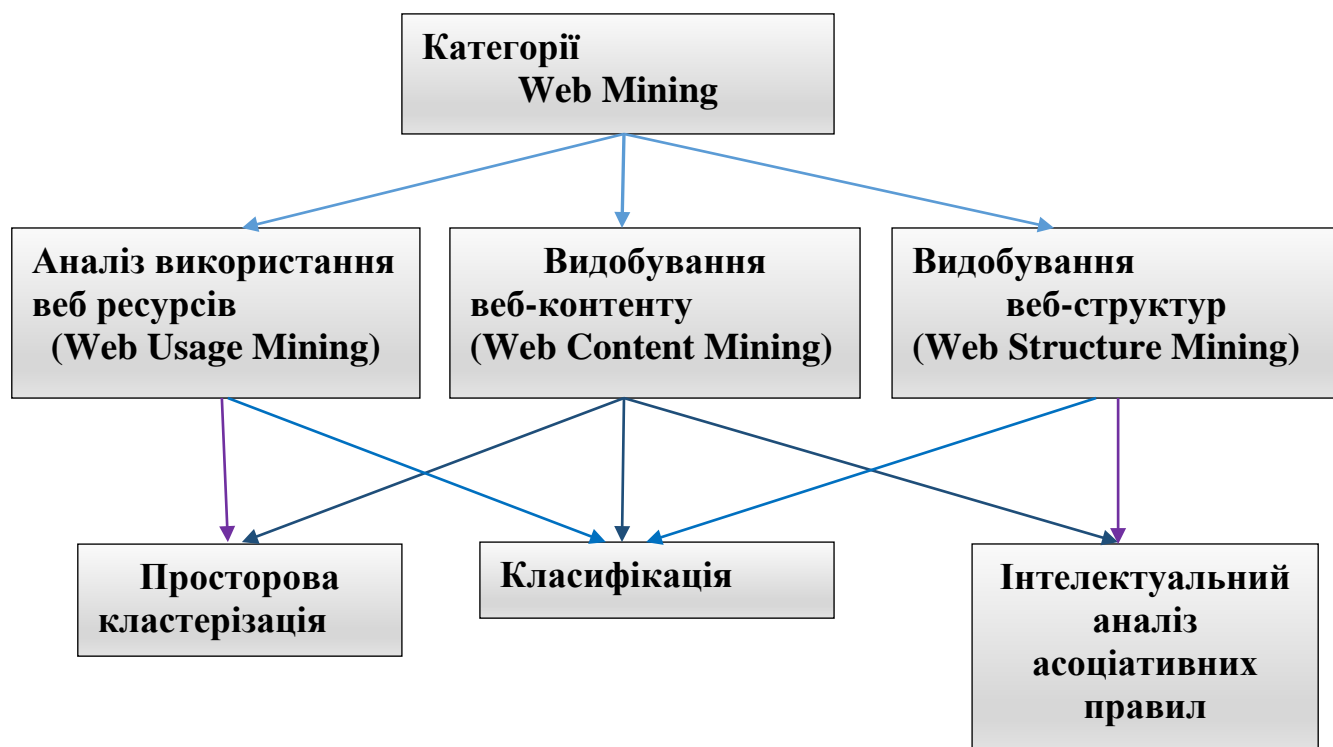 Категорії
Web Mining
Аналіз використання
веб ресурсів
(Web Usage Mining)
Видобування
веб-контенту
(Web Content Mining)
Видобування
веб-структур
(Web Structure Mining)
Просторова
кластерізація
Класифікація
Інтелектуальний
аналіз
асоціативних
правил